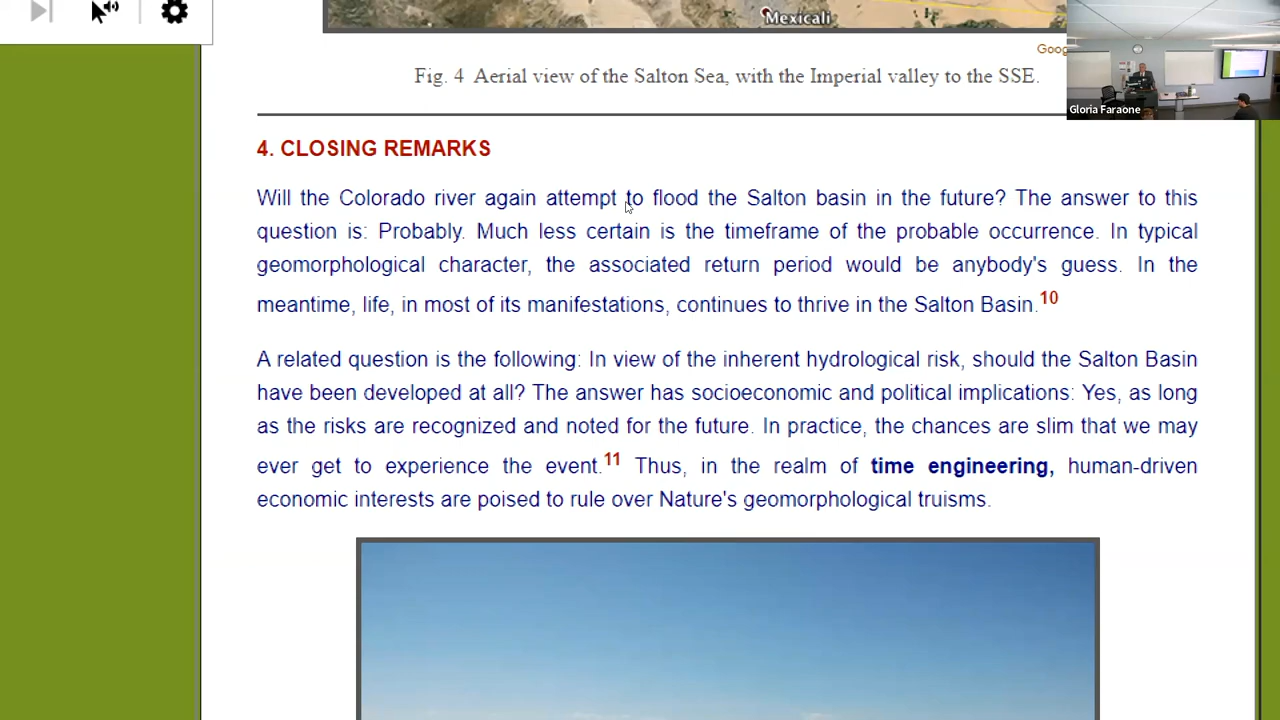 Mexicali
Goog
Fig. 4 Aerial view of the Salton Sea, with the Imperial valley to the SSE.
Gloria Faraone
4. CLOSING REMARKS
Will the Colorado river again attempt to flood the Salton basin in the future? The answer to this
question is: Probably. Much less certain is the timeframe of the probable occurrence. In typical
geomorphological character, the associated return period would be anybody's guess. In the
meantime, life, in most of its manifestations, continues to thrive in the Salton Basin.10
A related question is the following: In view of the inherent hydrological risk, should the Salton Basin
have been developed at all? The answer has socioeconomic and political implications: Yes, as long
as the risks are recognized and noted for the future. In practice, the chances are slim that we may
ever get to experience the event.11 Thus, in the realm of time engineering, human-driven
economic interests are poised to rule over Nature's geomorphological truisms.